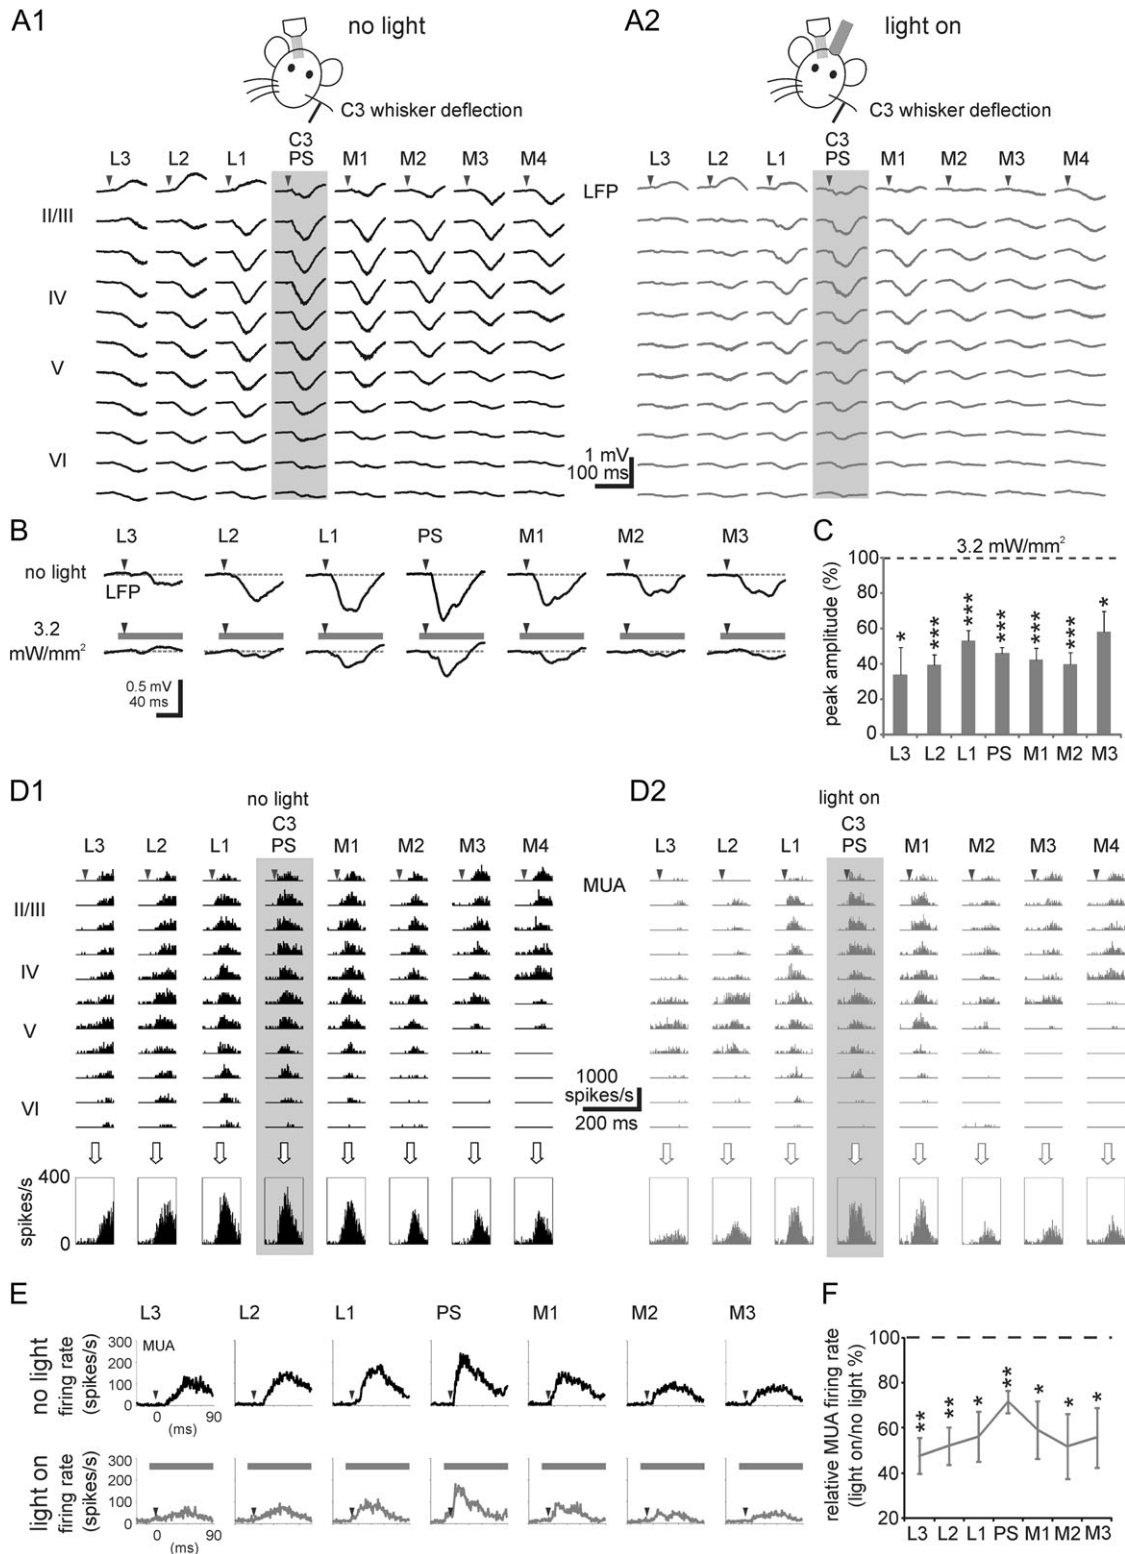 A1 no light A2 light on
C3 whisker deflection C3 whisker deflection
C3 C3
L3 L2 L1 PS M1 M2 M3 M4 L3 L2 L1 PS M1 M2 M3 M4
LFP
II/III
IV
V
VI
1 mV
100 ms
B
L3 L2 L1 PS M1 M2 M3
no light
LFP
3.2
mW/mm²
0.5 mV
40 ms
C
3.2 mW/mm²
peak amplitude (%)
100
80
60
40
20
0
* *** *** *** *** *** *
L3 L2 L1 PS M1 M2 M3
D1 no light D2 light on
C3 C3
L3 L2 L1 PS M1 M2 M3 M4 L3 L2 L1 PS M1 M2 M3 M4
MUA
II/III
IV
V
VI
1000
spikes/s
200 ms
400
spikes/s
0
E
L3 L2 L1 PS M1 M2 M3
no light
firing rate
(spikes/s)
300
200
100
0
MUA
0 90
(ms)
light on
firing rate
(spikes/s)
300
200
100
0
0 90
(ms)
F
relative MUA firing rate
(light on/no light %)
100
80
60
40
20
** ** * ** * * *
L3 L2 L1 PS M1 M2 M3